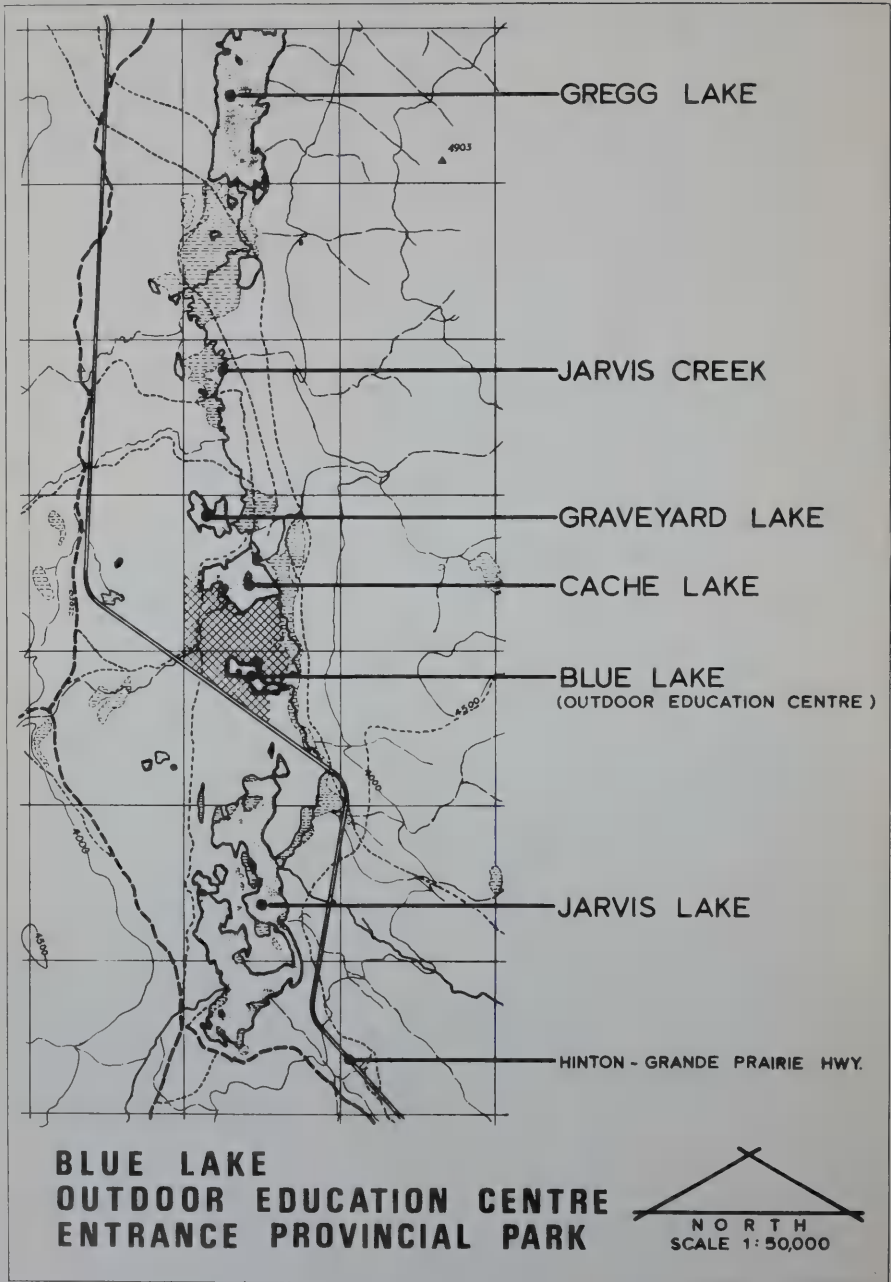 GREGG LAKE
4903
JARVIS CREEK
GRAVEYARD LAKE
CACHE LAKE
BLUE LAKE
(OUTDOOR EDUCATION CENTRE)
4500
4000
4000
JARVIS LAKE
4500
HINTON - GRANDE PRAIRIE HWY.
BLUE LAKE
OUTDOOR EDUCATION CENTRE
ENTRANCE PROVINCIAL PARK
NORTH
SCALE 1:50,000